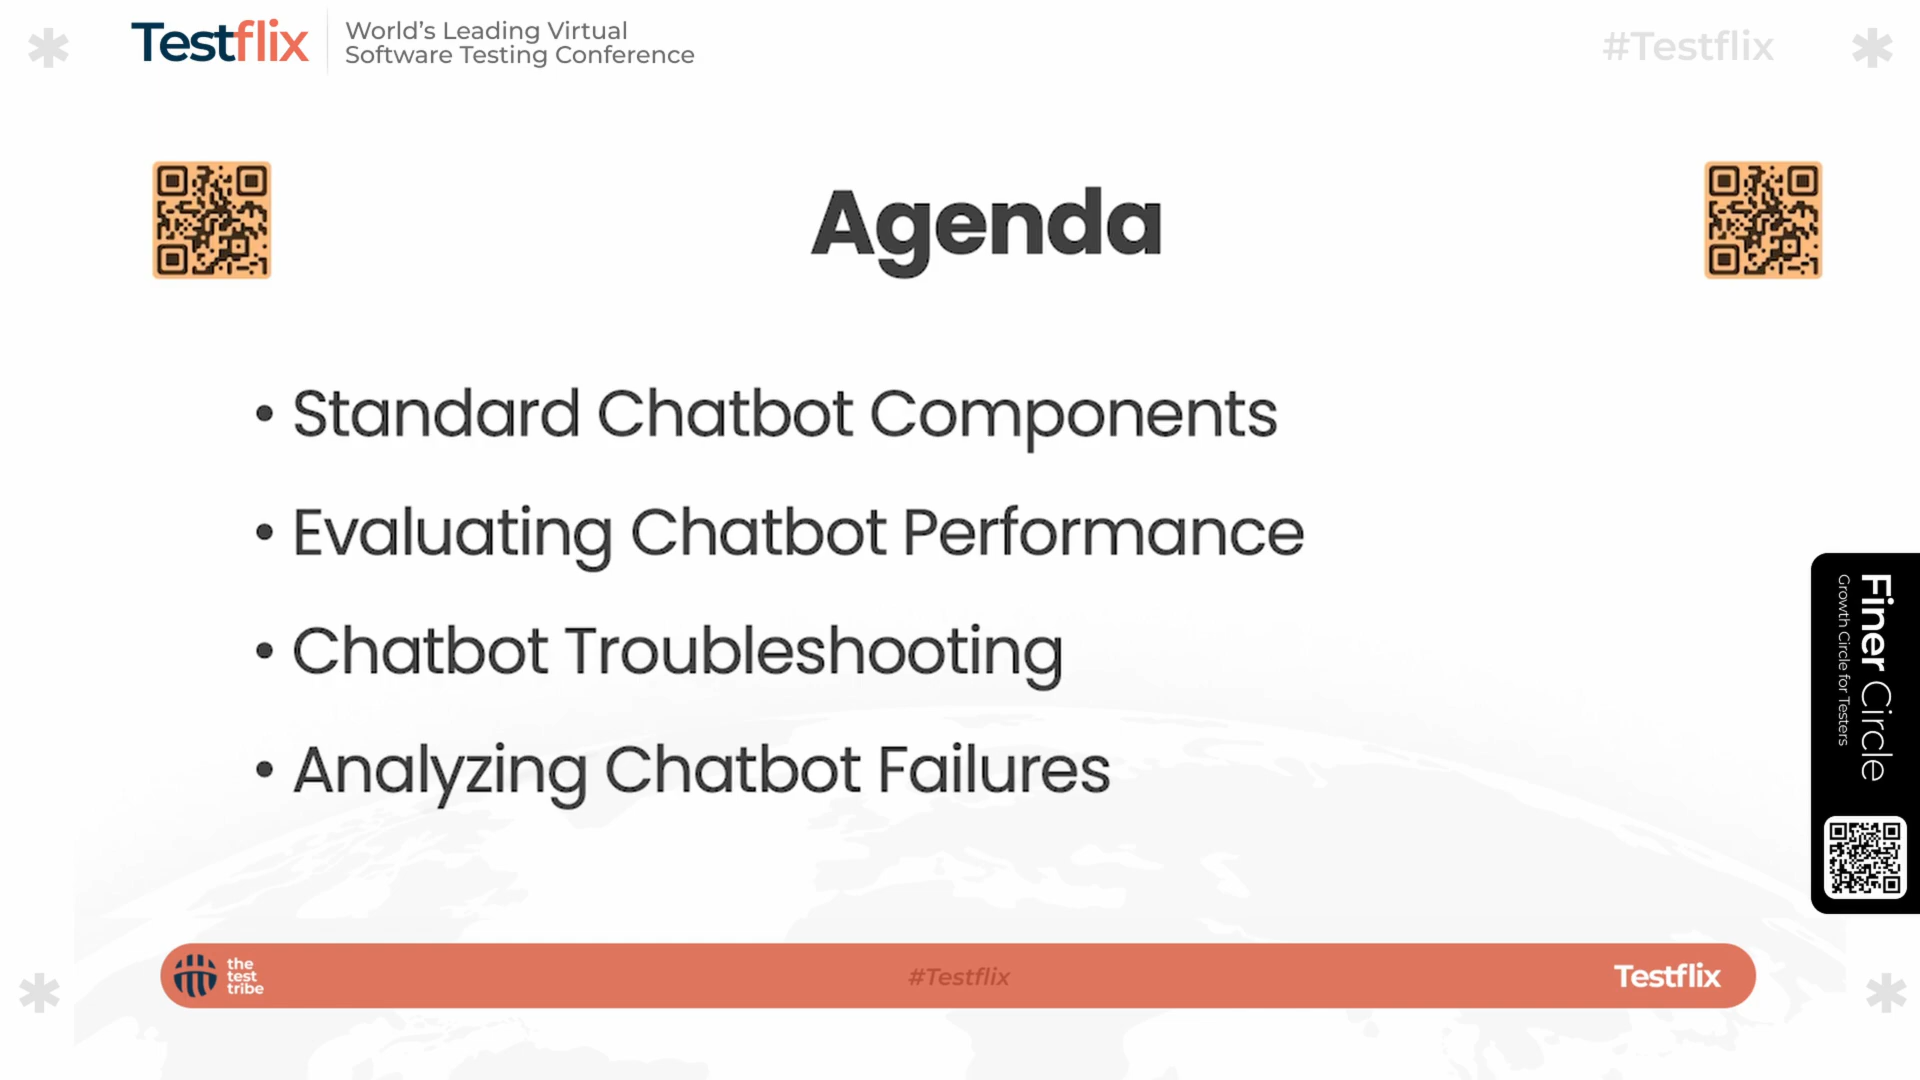 Testflix
World's Leading Virtual
Software Testing Conference
#Testflix
Agenda
• Standard Chatbot Components
• Evaluating Chatbot Performance
• Chatbot Troubleshooting
• Analyzing Chatbot Failures
Finer Circle
Growth Circle for Testers
the
test
tribe
#Testflix
Testflix